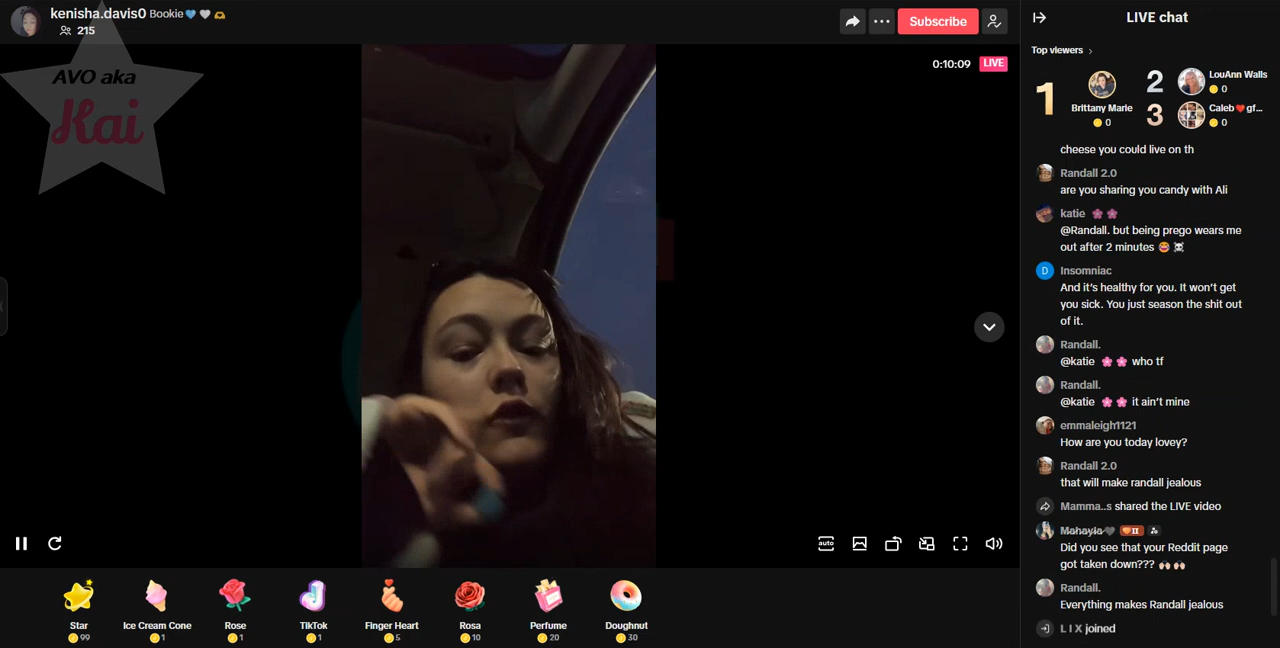 kenisha.davis0 Bookie💙🤍🫶
215
AVO aka
Kai
Subscribe
0:10:09 LIVE
LIVE chat
Top viewers >
1 Brittany Marie 0
2 LouAnn Walls 0
3 Caleb❤️gf... 0
cheese you could live on th
Randall 2.0
are you sharing you candy with Ali
katie 🌸🌸
@Randall. but being prego wears me
out after 2 minutes 😂☠️
D Insomniac
And it's healthy for you. It won't get
you sick. You just season the shit out
of it.
Randall.
@katie 🌸🌸 who tf
Randall.
@katie 🌸🌸 it ain't mine
emmaleigh1121
How are you today lovey?
Randall 2.0
that will make randall jealous
Mamma..s shared the LIVE video
Mahayla🖤 II
Did you see that your Reddit page
got taken down??? 🙌🏻🙌🏻
Randall.
Everything makes Randall jealous
L I X joined
auto
Star
99
Ice Cream Cone
1
Rose
1
TikTok
1
Finger Heart
5
Rosa
10
Perfume
20
Doughnut
30